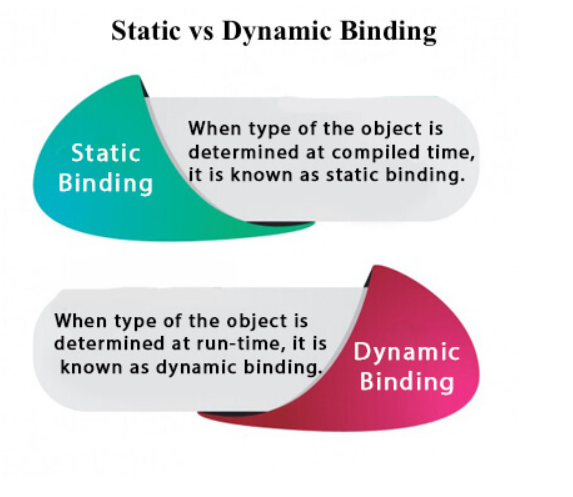 Static vs Dynamic Binding
Static
Binding
When type of the object is
determined at compiled time,
it is known as static binding.
When type of the object is
determined at run-time, it is
known as dynamic binding.
Dynamic
Binding